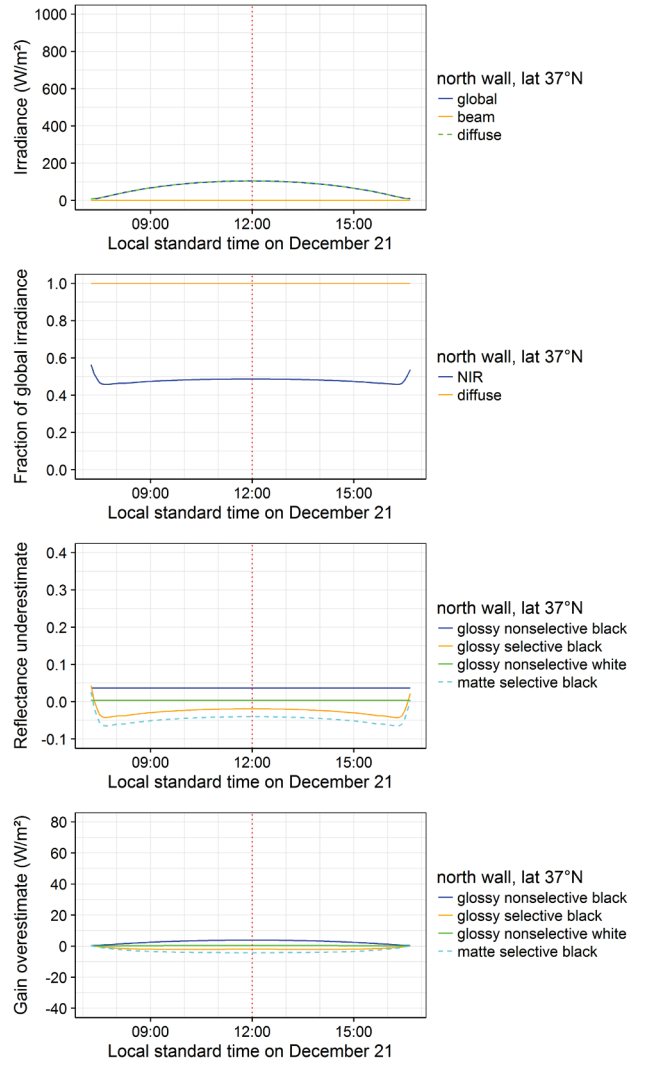 Irradiance (W/m²)
1000
800
600
400
200
0
09:00 12:00 15:00
Local standard time on December 21
north wall, lat 37°N
global
beam
diffuse
Fraction of global irradiance
1.0
0.8
0.6
0.4
0.2
0.0
09:00 12:00 15:00
Local standard time on December 21
north wall, lat 37°N
NIR
diffuse
Reflectance underestimate
0.4
0.3
0.2
0.1
0.0
-0.1
09:00 12:00 15:00
Local standard time on December 21
north wall, lat 37°N
glossy nonselective black
glossy selective black
glossy nonselective white
matte selective black
Gain overestimate (W/m²)
80
60
40
20
0
-20
-40
09:00 12:00 15:00
Local standard time on December 21
north wall, lat 37°N
glossy nonselective black
glossy selective black
glossy nonselective white
matte selective black